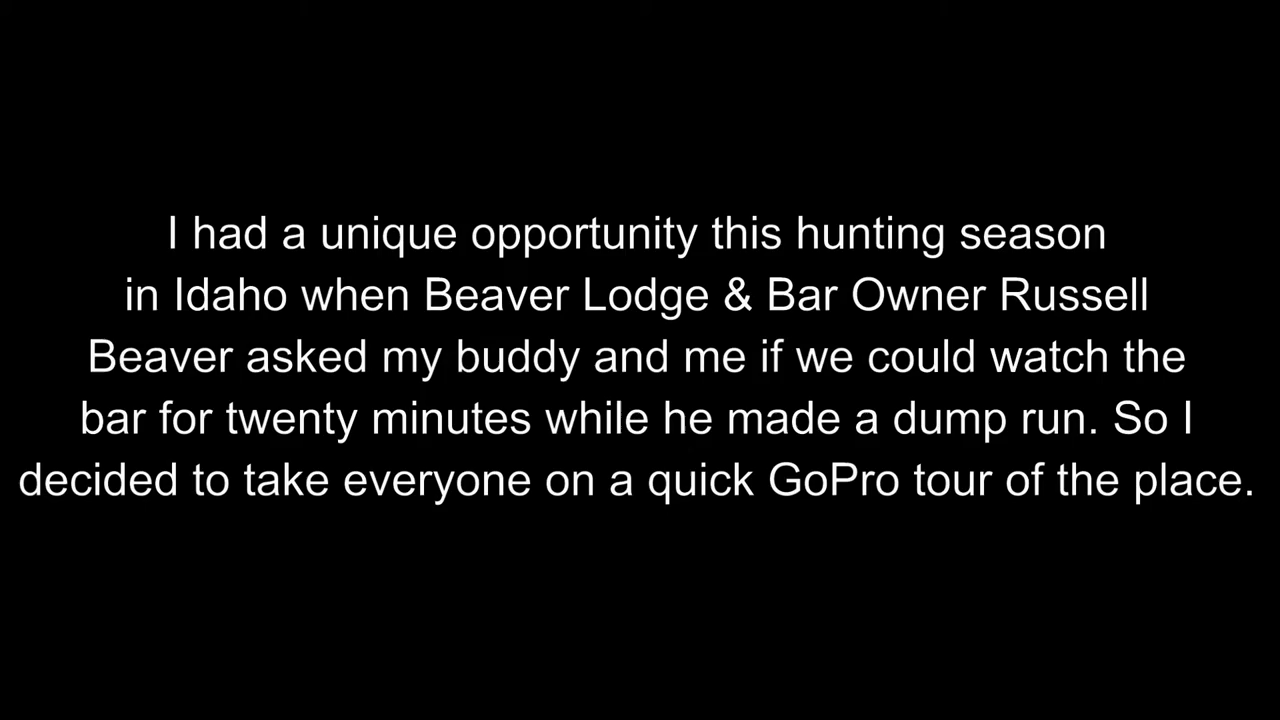 I had a unique opportunity this hunting season
in Idaho when Beaver Lodge & Bar Owner Russell
Beaver asked my buddy and me if we could watch the
bar for twenty minutes while he made a dump run. So I
decided to take everyone on a quick GoPro tour of the place.